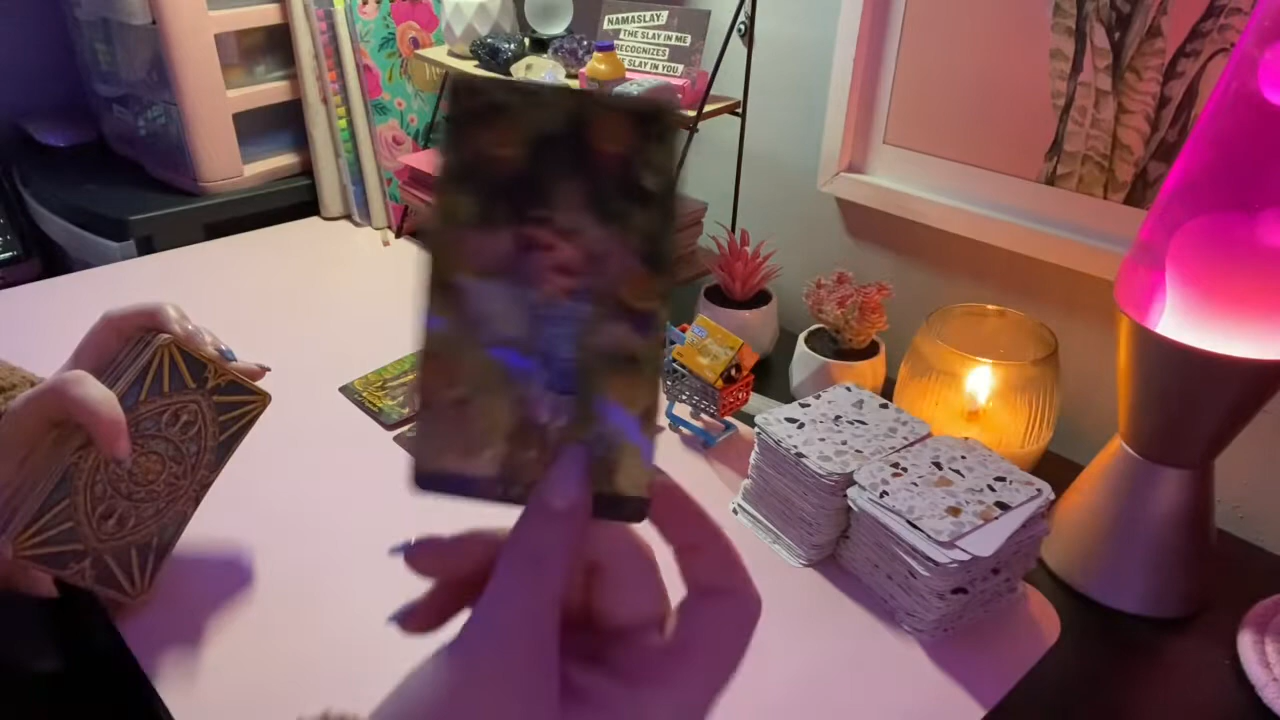 NAMASLAY:
THE SLAY IN ME
RECOGNIZES
THE SLAY IN YOU.